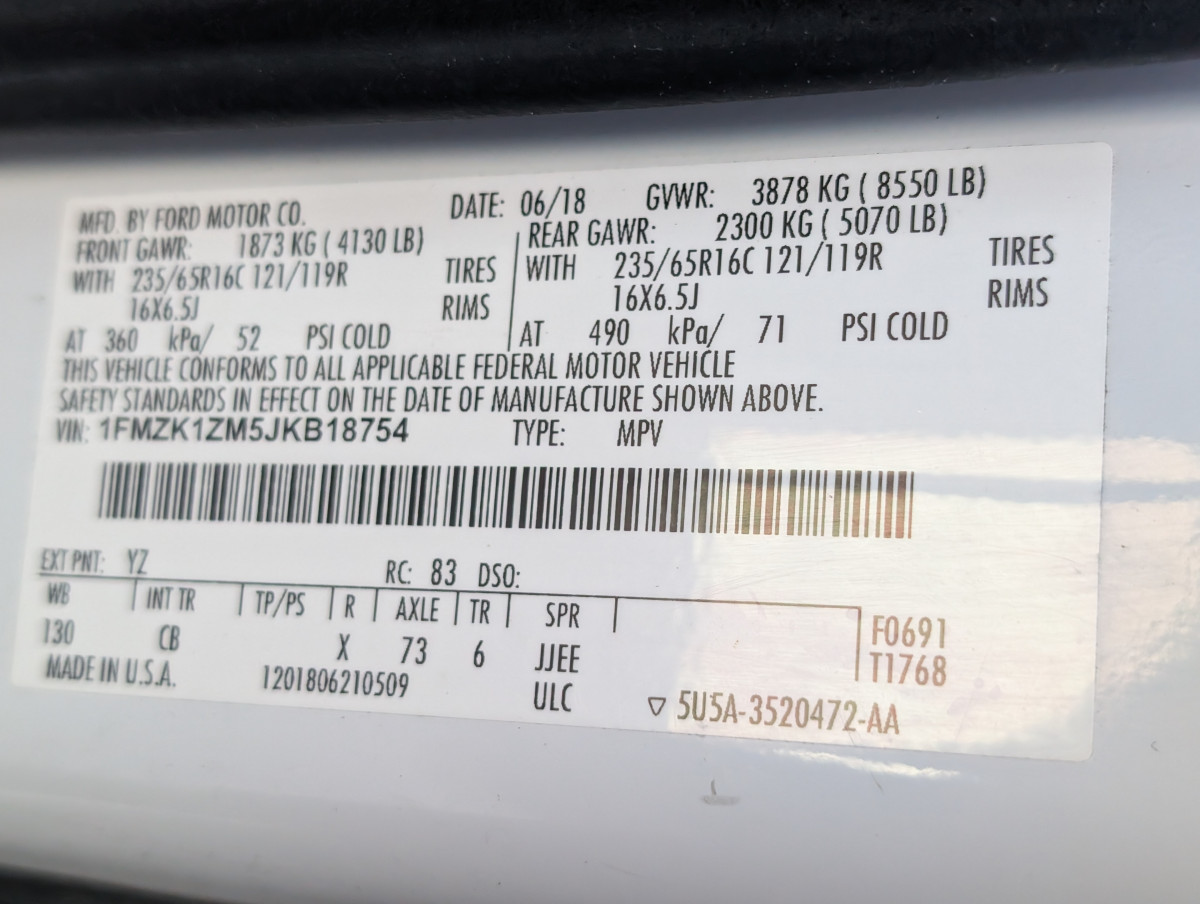 MFD. BY FORD MOTOR CO. DATE: 06/18 GVWR: 3878 KG ( 8550 LB)
FRONT GAWR: 1873 KG ( 4130 LB) REAR GAWR: 2300 KG ( 5070 LB)
WITH 235/65R16C 121/119R TIRES WITH 235/65R16C 121/119R TIRES
16X6.5J RIMS 16X6.5J RIMS
AT 360 kPa/ 52 PSI COLD AT 490 kPa/ 71 PSI COLD
THIS VEHICLE CONFORMS TO ALL APPLICABLE FEDERAL MOTOR VEHICLE
SAFETY STANDARDS IN EFFECT ON THE DATE OF MANUFACTURE SHOWN ABOVE.
VIN: 1FMZK1ZM5JKB18754 TYPE: MPV
EXT PNT: YZ RC: 83 DSO:
WB INT TR TP/PS R AXLE TR SPR F0691
130 CB X 73 6 JJEE T1768
MADE IN U.S.A. 1201806210509 ULC ▽ 5U5A-3520472-AA